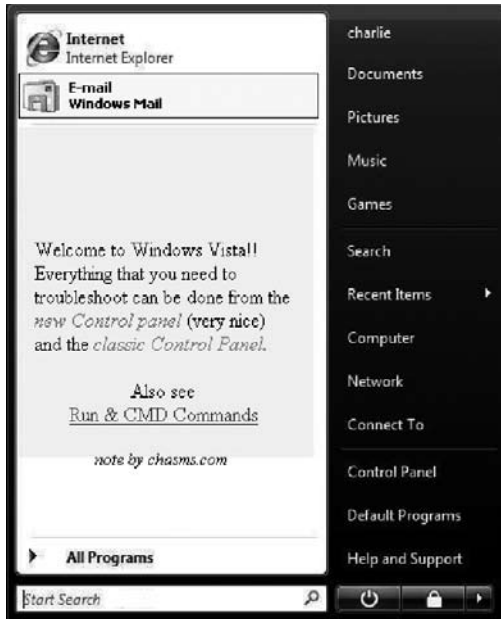 Internet
Internet Explorer
E-mail
Windows Mail
Welcome to Windows Vista!!
Everything that you need to
troubleshoot can be done from the
new Control panel (very nice)
and the classic Control Panel.
Also see
Run & CMD Commands
note by chasms.com
All Programs
Start Search
charlie
Documents
Pictures
Music
Games
Search
Recent Items
Computer
Network
Connect To
Control Panel
Default Programs
Help and Support